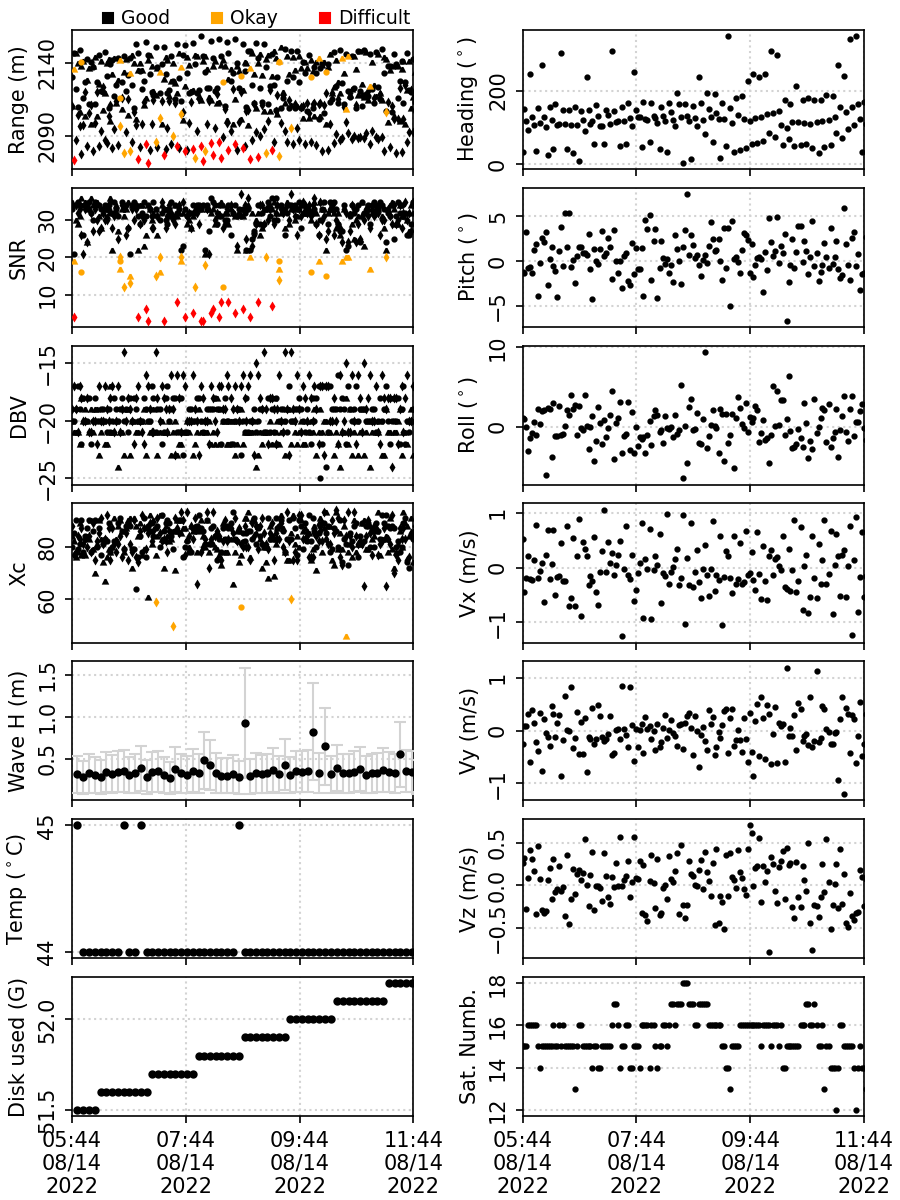 Good Okay Difficult
Range (m)
2140
2090
Heading (°)
200
0
SNR
30
20
10
Pitch (°)
5
0
−5
DBV
−15
−20
−25
Roll (°)
10
0
Xc
80
60
Vx (m/s)
1
0
−1
Wave H (m)
1.5
1.0
0.5
Vy (m/s)
1
0
−1
Temp (°C)
45
44
Vz (m/s)
0.5
0.0
−0.5
Disk used (G)
52.0
51.5
Sat. Numb.
18
16
14
12
05:44 07:44 09:44 11:44
08/14 08/14 08/14 08/14
2022 2022 2022 2022
05:44 07:44 09:44 11:44
08/14 08/14 08/14 08/14
2022 2022 2022 2022